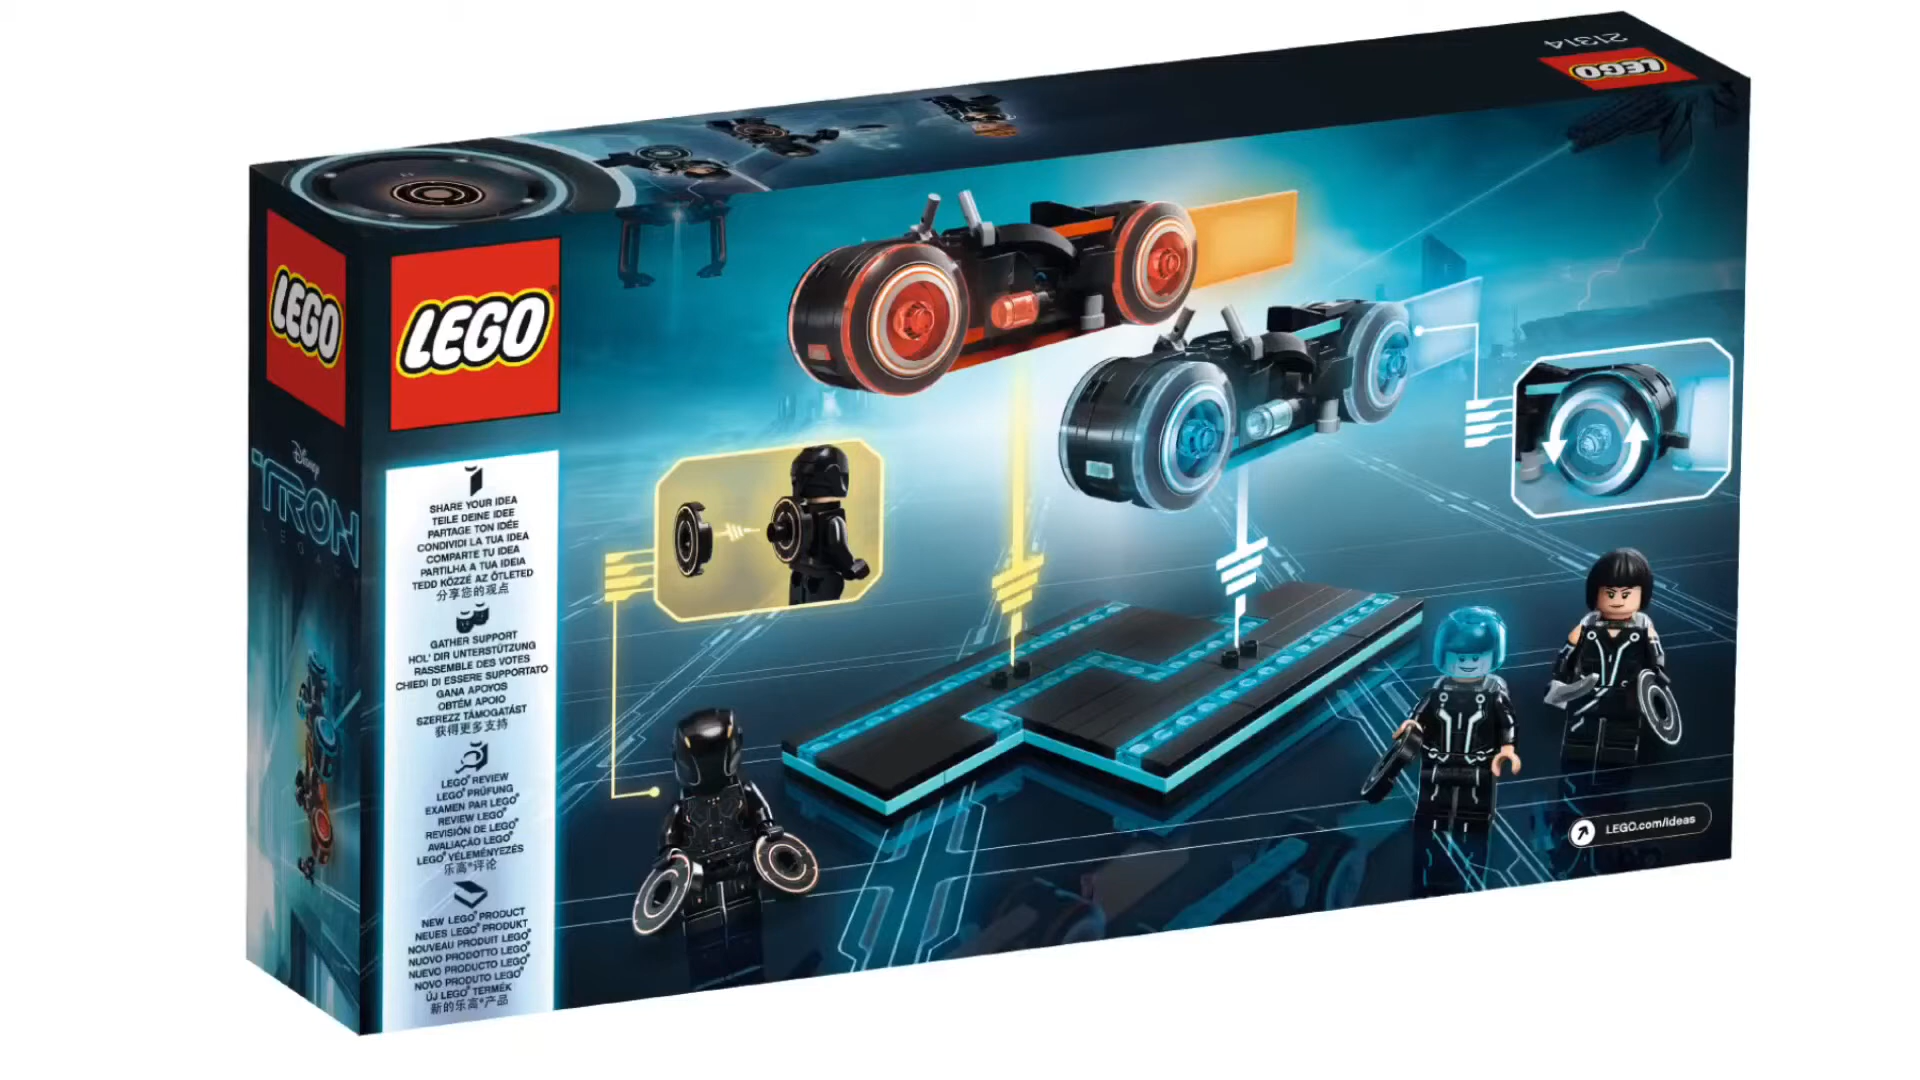 21314
LEGO
LEGO
LEGO
Disney
TRON
LEGACY
SHARE YOUR IDEA
TEILE DEINE IDEE
PARTAGE TON IDÉE
CONDIVIDI LA TUA IDEA
COMPARTE TU IDEA
PARTILHA A TUA IDEIA
TEDD KÖZZÉ AZ ÖTLETED
分享您的观点
GATHER SUPPORT
HOL' DIR UNTERSTÜTZUNG
RASSEMBLE DES VOTES
CHIEDI DI ESSERE SUPPORTATO
GANA APOYOS
OBTÉM APOIO
SZEREZZ TÁMOGATÁST
获得更多支持
LEGO® REVIEW
LEGO® PRÜFUNG
EXAMEN PAR LEGO®
REVIEW LEGO®
REVISIÓN DE LEGO®
AVALIAÇÃO LEGO®
LEGO® VÉLEMÉNYEZÉS
乐高®评论
NEW LEGO® PRODUCT
NEUES LEGO® PRODUKT
NOUVEAU PRODUIT LEGO®
NUOVO PRODOTTO LEGO®
NUEVO PRODUCTO LEGO®
NOVO PRODUTO LEGO®
ÚJ LEGO® TERMÉK
新的乐高®产品
LEGO.com/ideas